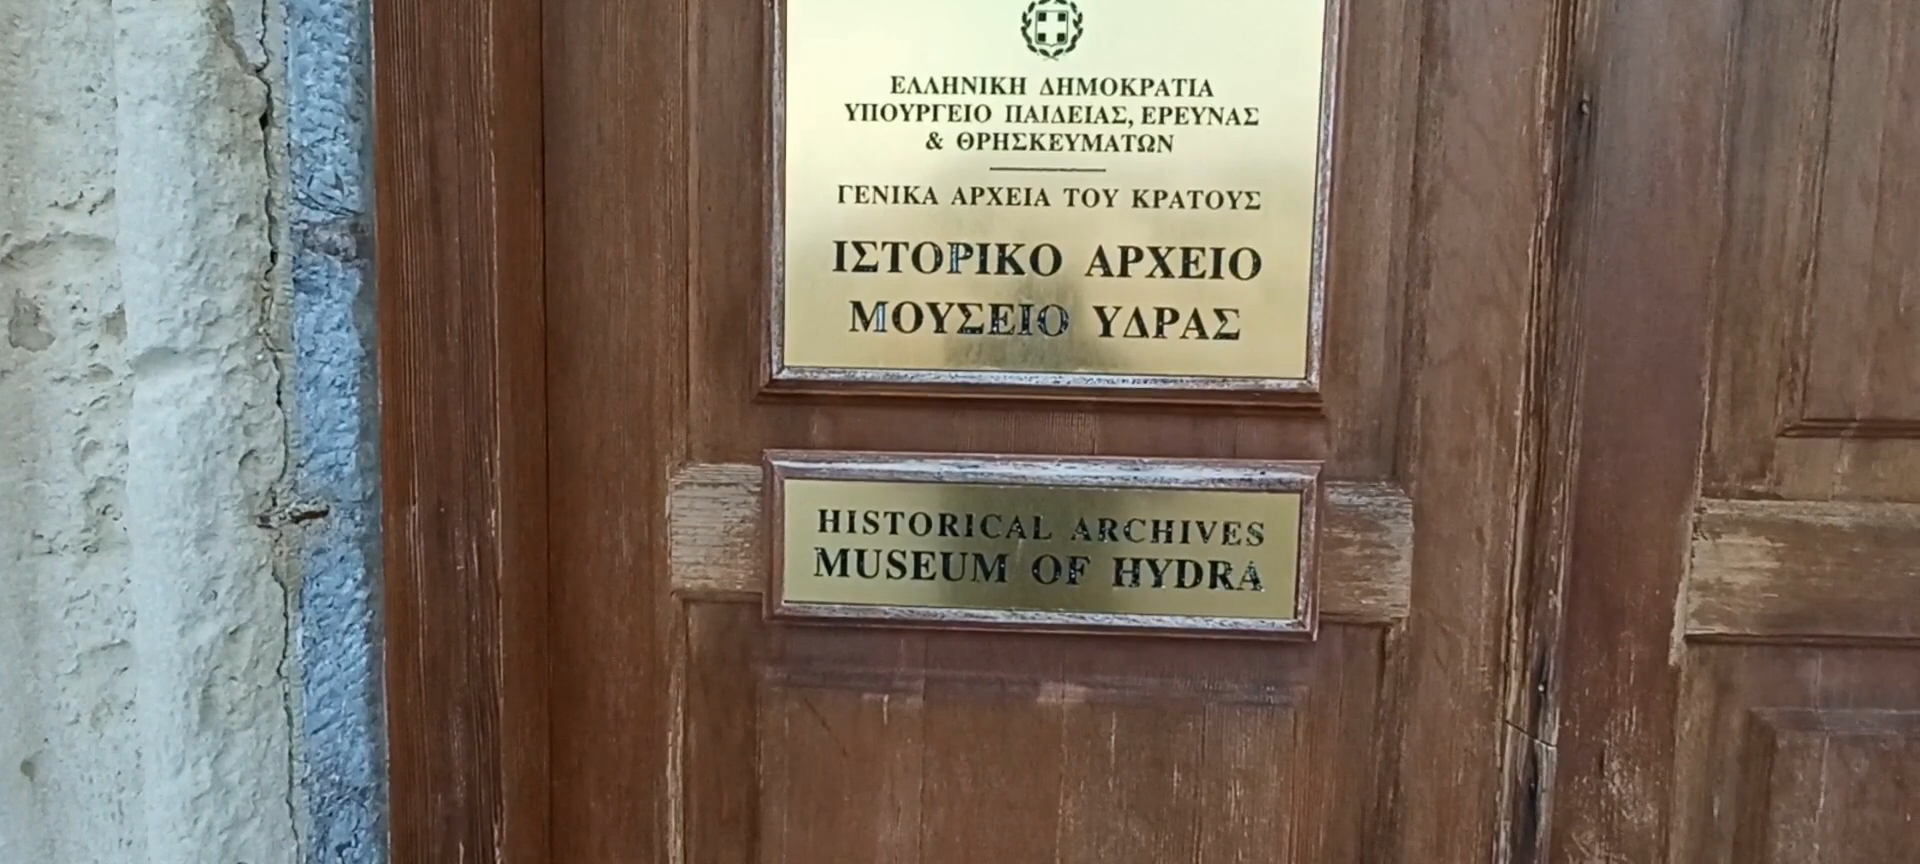 ΕΛΛΗΝΙΚΗ ΔΗΜΟΚΡΑΤΙΑ
ΥΠΟΥΡΓΕΙΟ ΠΑΙΔΕΙΑΣ, ΕΡΕΥΝΑΣ
& ΘΡΗΣΚΕΥΜΑΤΩΝ
ΓΕΝΙΚΑ ΑΡΧΕΙΑ ΤΟΥ ΚΡΑΤΟΥΣ
ΙΣΤΟΡΙΚΟ ΑΡΧΕΙΟ
ΜΟΥΣΕΙΟ ΥΔΡΑΣ
HISTORICAL ARCHIVES
MUSEUM OF HYDRA